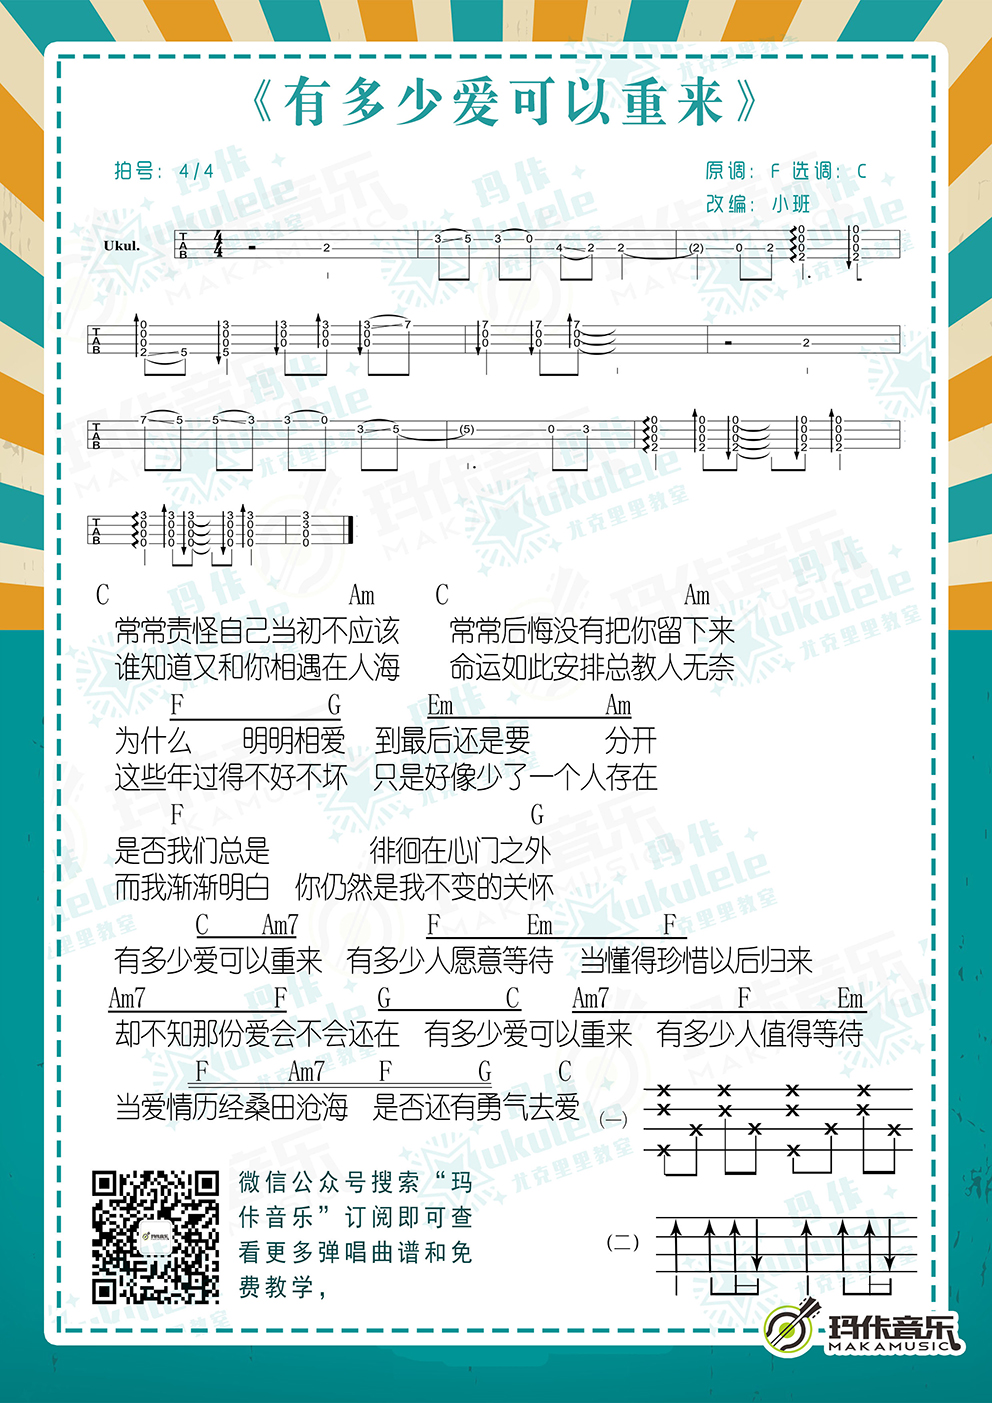 《有多少爱可以重来》
拍号：4/4
原调：F 选调：C
改编：小班
Ukul.
C Am C Am
常常责怪自己当初不应该 常常后悔没有把你留下来
谁知道又和你相遇在人海 命运如此安排总教人无奈
F G Em Am
为什么 明明相爱 到最后还是要 分开
这些年过得不好不坏 只是好像少了一个人存在
F G
是否我们总是 徘徊在心门之外
而我渐渐明白 你仍然是我不变的关怀
C Am7 F Em F
有多少爱可以重来 有多少人愿意等待 当懂得珍惜以后归来
Am7 F G C Am7 F Em
却不知那份爱会不会还在 有多少爱可以重来 有多少人值得等待
F Am7 F G C
当爱情历经桑田沧海 是否还有勇气去爱
(一)
(二)
微信公众号搜索“玛
佧音乐”订阅即可查
看更多弹唱曲谱和免
费教学，
玛佧音乐
MAKAMUSIC